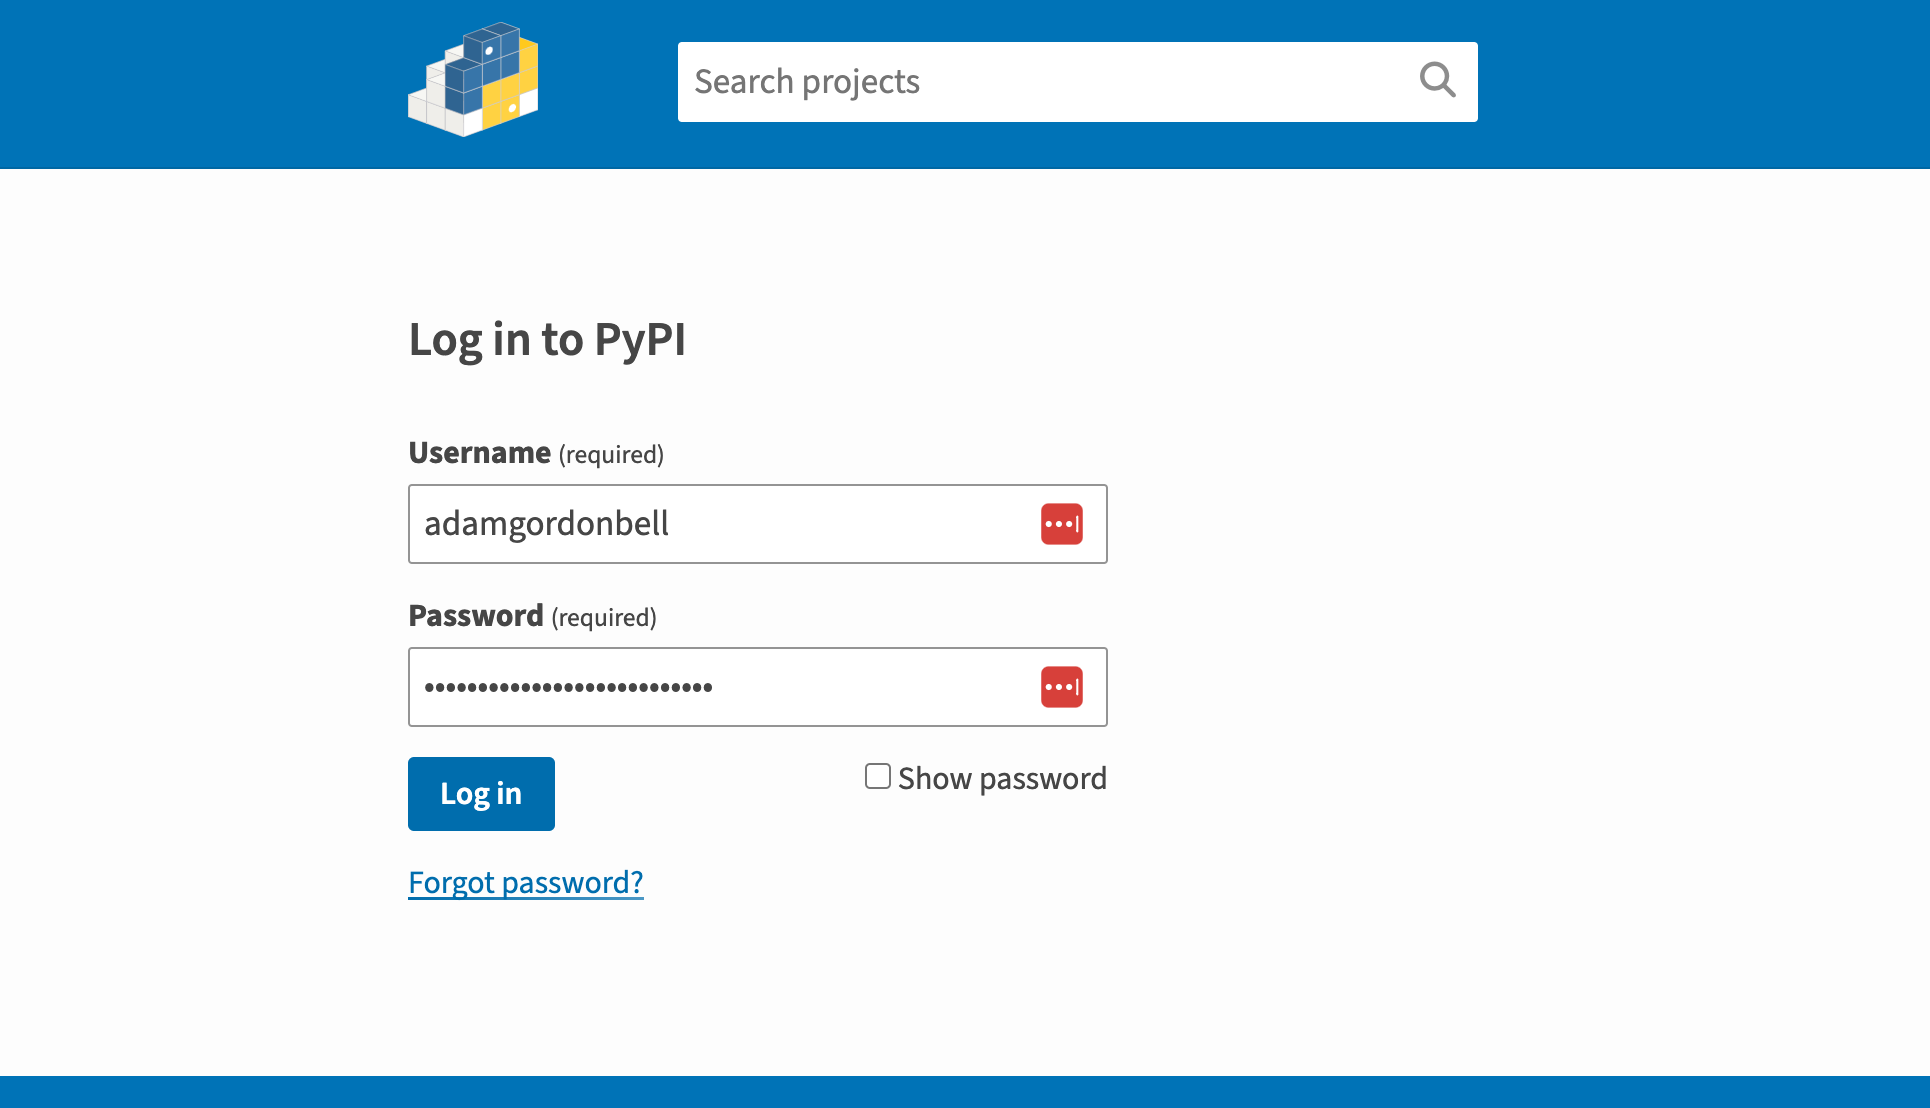 Search projects
Log in to PyPI
Username (required)
adamgordonbell
Password (required)
•••••••••••••••••••••••••••
Log in
Show password
Forgot password?